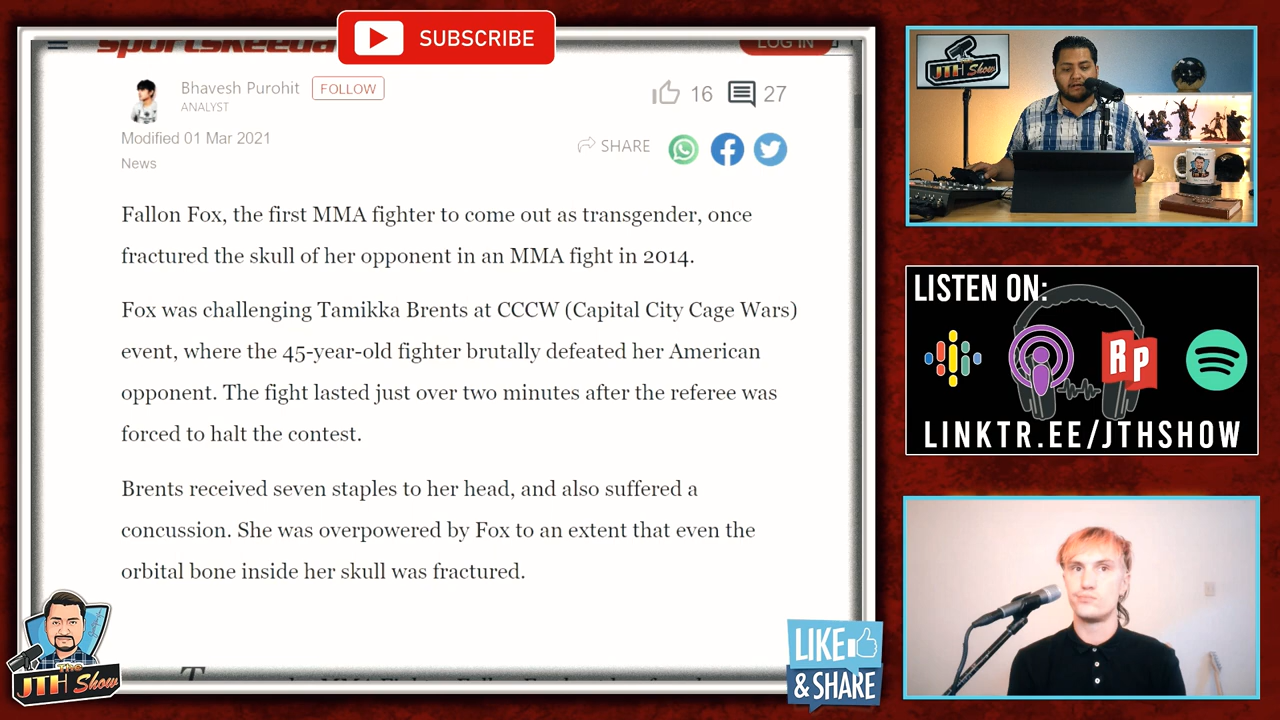 sportskeeda
LOG IN
SUBSCRIBE
Bhavesh Purohit
FOLLOW
ANALYST
16
27
Modified 01 Mar 2021
SHARE
News
Fallon Fox, the first MMA fighter to come out as transgender, once
fractured the skull of her opponent in an MMA fight in 2014.
Fox was challenging Tamikka Brents at CCCW (Capital City Cage Wars)
event, where the 45-year-old fighter brutally defeated her American
opponent. The fight lasted just over two minutes after the referee was
forced to halt the contest.
Brents received seven staples to her head, and also suffered a
concussion. She was overpowered by Fox to an extent that even the
orbital bone inside her skull was fractured.
The
JTH Show
LIKE
& SHARE
JTH Show
LISTEN ON:
RP
LINKTR.EE/JTHSHOW